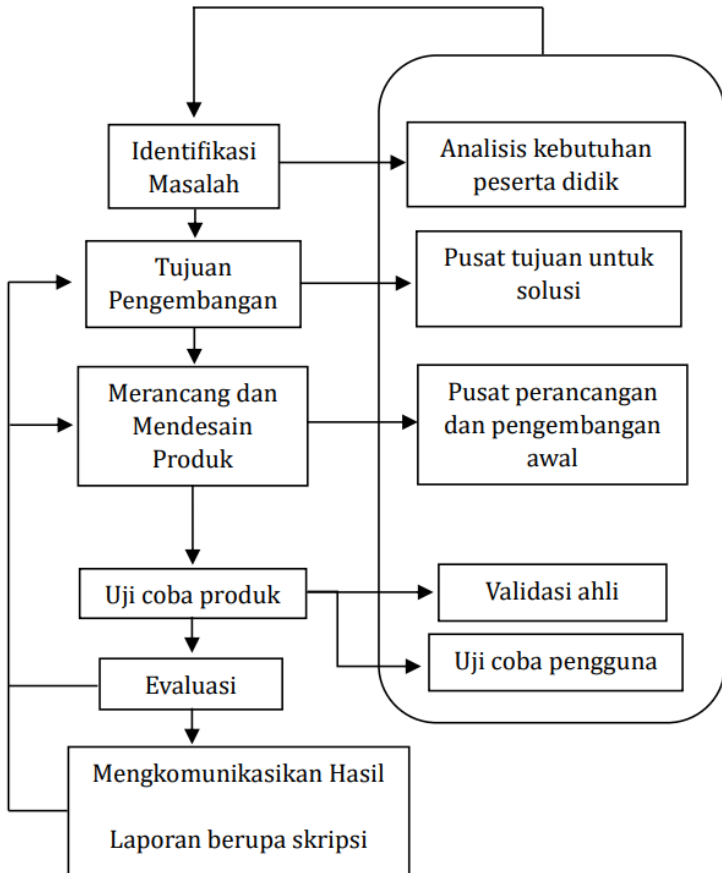 Identifikasi
Masalah
Analisis kebutuhan
peserta didik
Tujuan
Pengembangan
Pusat tujuan untuk
solusi
Merancang dan
Mendesain
Produk
Pusat perancangan
dan pengembangan
awal
Uji coba produk
Validasi ahli
Uji coba pengguna
Evaluasi
Mengkomunikasikan Hasil
Laporan berupa skripsi